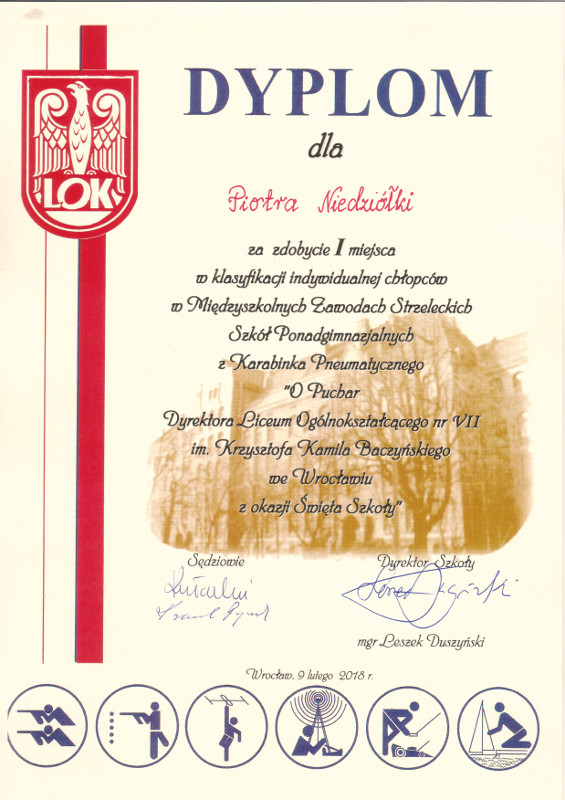 LOK
DYPLOM
dla
Piotra Niedziółki
za zdobycie I miejsca
w klasyfikacji indywidualnej chłopców
w Międzyszkolnych Zawodach Strzeleckich
Szkół Ponadgimnazjalnych
z Karabinka Pneumatycznego
"O Puchar
Dyrektora Liceum Ogólnokształcącego nr VII
im. Krzysztofa Kamila Baczyńskiego
we Wrocławiu
z okazji Święta Szkoły"
Sędziowie
Dyrektor Szkoły
mgr Leszek Duszyński
Wrocław, 9 lutego 2018 r.